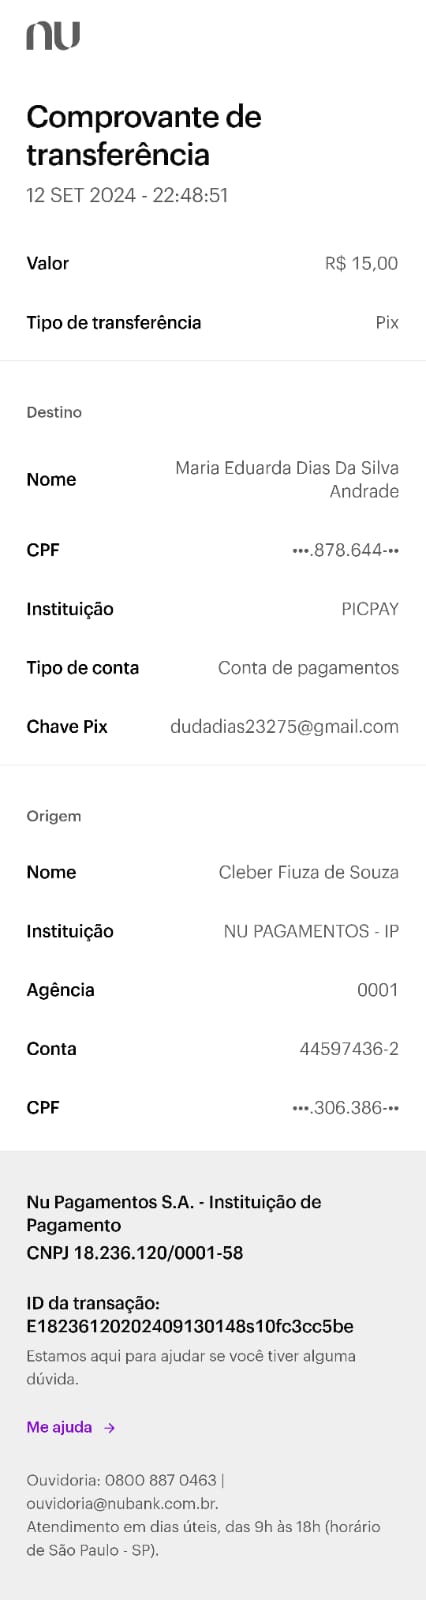 nu
Comprovante de
transferência
12 SET 2024 - 22:48:51
Valor R$ 15,00
Tipo de transferência Pix
Destino
Nome Maria Eduarda Dias Da Silva
Andrade
CPF •••.878.644-••
Instituição PICPAY
Tipo de conta Conta de pagamentos
Chave Pix dudadias23275@gmail.com
Origem
Nome Cleber Fiuza de Souza
Instituição NU PAGAMENTOS - IP
Agência 0001
Conta 44597436-2
CPF •••.306.386-••
Nu Pagamentos S.A. - Instituição de
Pagamento
CNPJ 18.236.120/0001-58
ID da transação:
E18236120202409130148s10fc3cc5be
Estamos aqui para ajudar se você tiver alguma
dúvida.
Me ajuda →
Ouvidoria: 0800 887 0463 |
ouvidoria@nubank.com.br.
Atendimento em dias úteis, das 9h às 18h (horário
de São Paulo - SP).